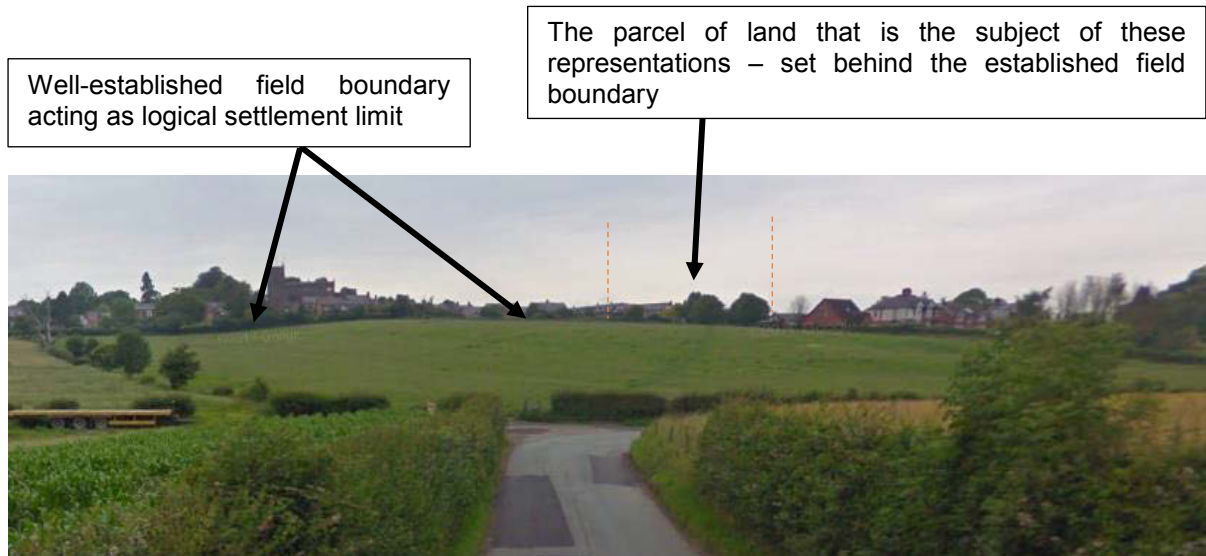 The parcel of land that is the subject of these
representations – set behind the established field
boundary
Well-established field boundary
acting as logical settlement limit